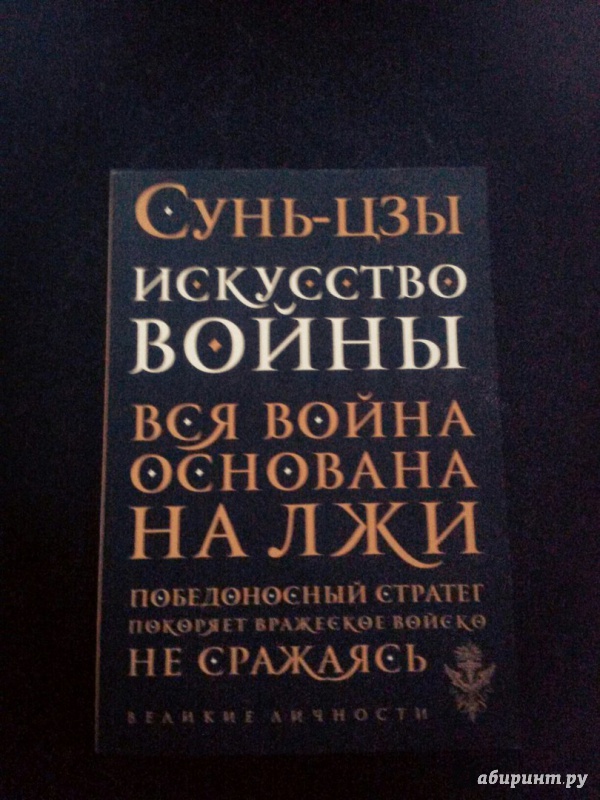 Сунь-цзы
Искусство
войны
Вся война
основана
на лжи
Победоносный стратег
покоряет вражеское войско
не сражаясь
Великие личности
абиринт.ру